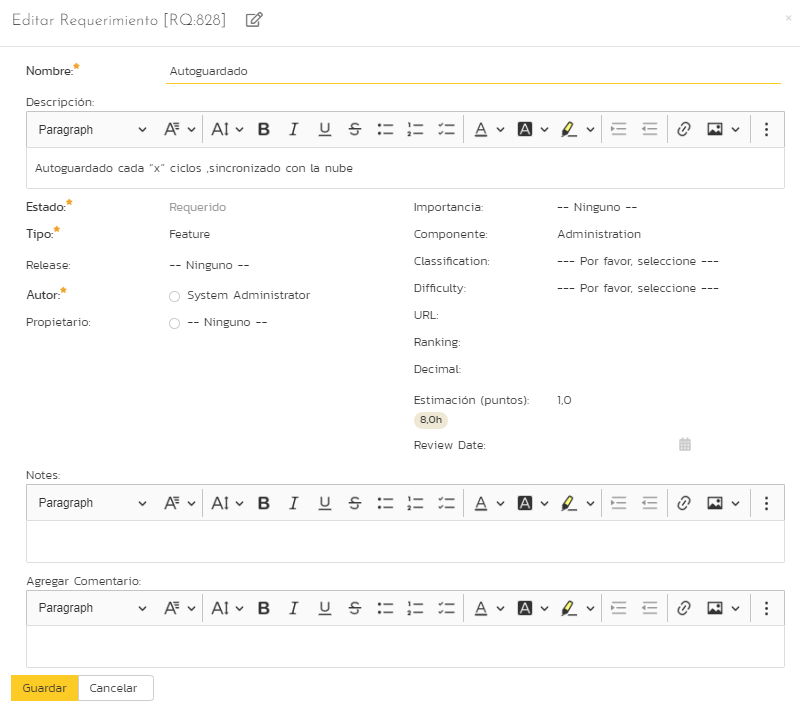 Editar Requerimiento [RQ:828]
×
Nombre:
Autoguardado
Descripción:
Paragraph
Autoguardado cada "x" ciclos ,sincronizado con la nube
Estado:
Requerido
Importancia:
-- Ninguno --
Tipo:
Feature
Componente:
Administration
Release:
-- Ninguno --
Classification:
--- Por favor, seleccione ---
Autor:
System Administrator
Difficulty:
--- Por favor, seleccione ---
Propietario:
-- Ninguno --
URL:
Ranking:
Decimal:
Estimación (puntos):
1,0
8,0h
Review Date:
Notes:
Paragraph
Agregar Comentario:
Paragraph
Guardar
Cancelar